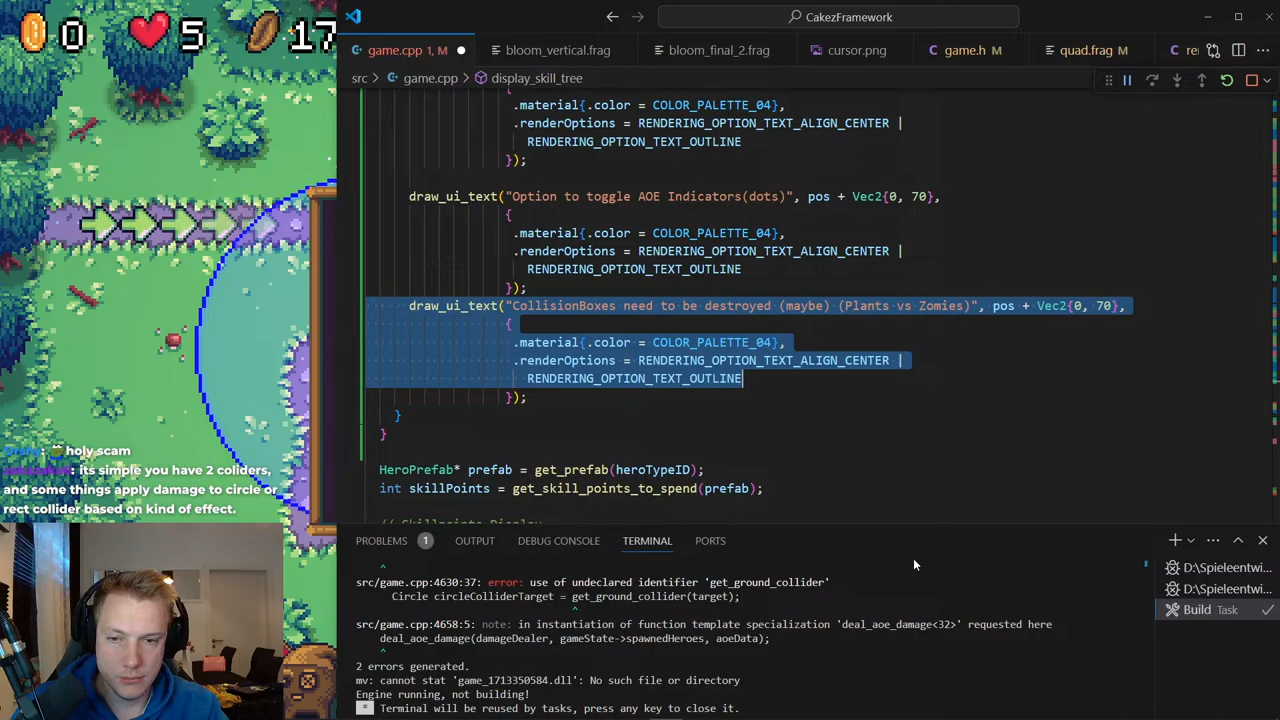 0 5 17
CakezFramework
game.cpp 1, M
bloom_vertical.frag
bloom_final_2.frag
cursor.png
game.h M
quad.frag M
src > game.cpp > display_skill_tree
{
.material{.color = COLOR_PALETTE_04},
.renderOptions = RENDERING_OPTION_TEXT_ALIGN_CENTER |
RENDERING_OPTION_TEXT_OUTLINE
});
draw_ui_text("Option to toggle AOE Indicators(dots)", pos + Vec2{0, 70},
{
.material{.color = COLOR_PALETTE_04},
.renderOptions = RENDERING_OPTION_TEXT_ALIGN_CENTER |
RENDERING_OPTION_TEXT_OUTLINE
});
draw_ui_text("CollisionBoxes need to be destroyed (maybe) (Plants vs Zomies)", pos + Vec2{0, 70},
{
.material{.color = COLOR_PALETTE_04},
.renderOptions = RENDERING_OPTION_TEXT_ALIGN_CENTER |
RENDERING_OPTION_TEXT_OUTLINE
});
}
}
HeroPrefab* prefab = get_prefab(heroTypeID);
int skillPoints = get_skill_points_to_spend(prefab);
// Skillpoints Display
holy scam
its simple you have 2 coliders,
and some things apply damage to circle or
rect collider based on kind of effect.
PROBLEMS 1 OUTPUT DEBUG CONSOLE TERMINAL PORTS
^
src/game.cpp:4630:37: error: use of undeclared identifier 'get_ground_collider'
Circle circleColliderTarget = get_ground_collider(target);
^
src/game.cpp:4658:5: note: in instantiation of function template specialization 'deal_aoe_damage<32>' requested here
deal_aoe_damage(damageDealer, gameState->spawnedHeroes, aoeData);
^
2 errors generated.
mv: cannot stat 'game_1713350584.dll': No such file or directory
Engine running, not building!
* Terminal will be reused by tasks, press any key to close it.
D:\Spieleentwi...
D:\Spieleentwi...
Build Task